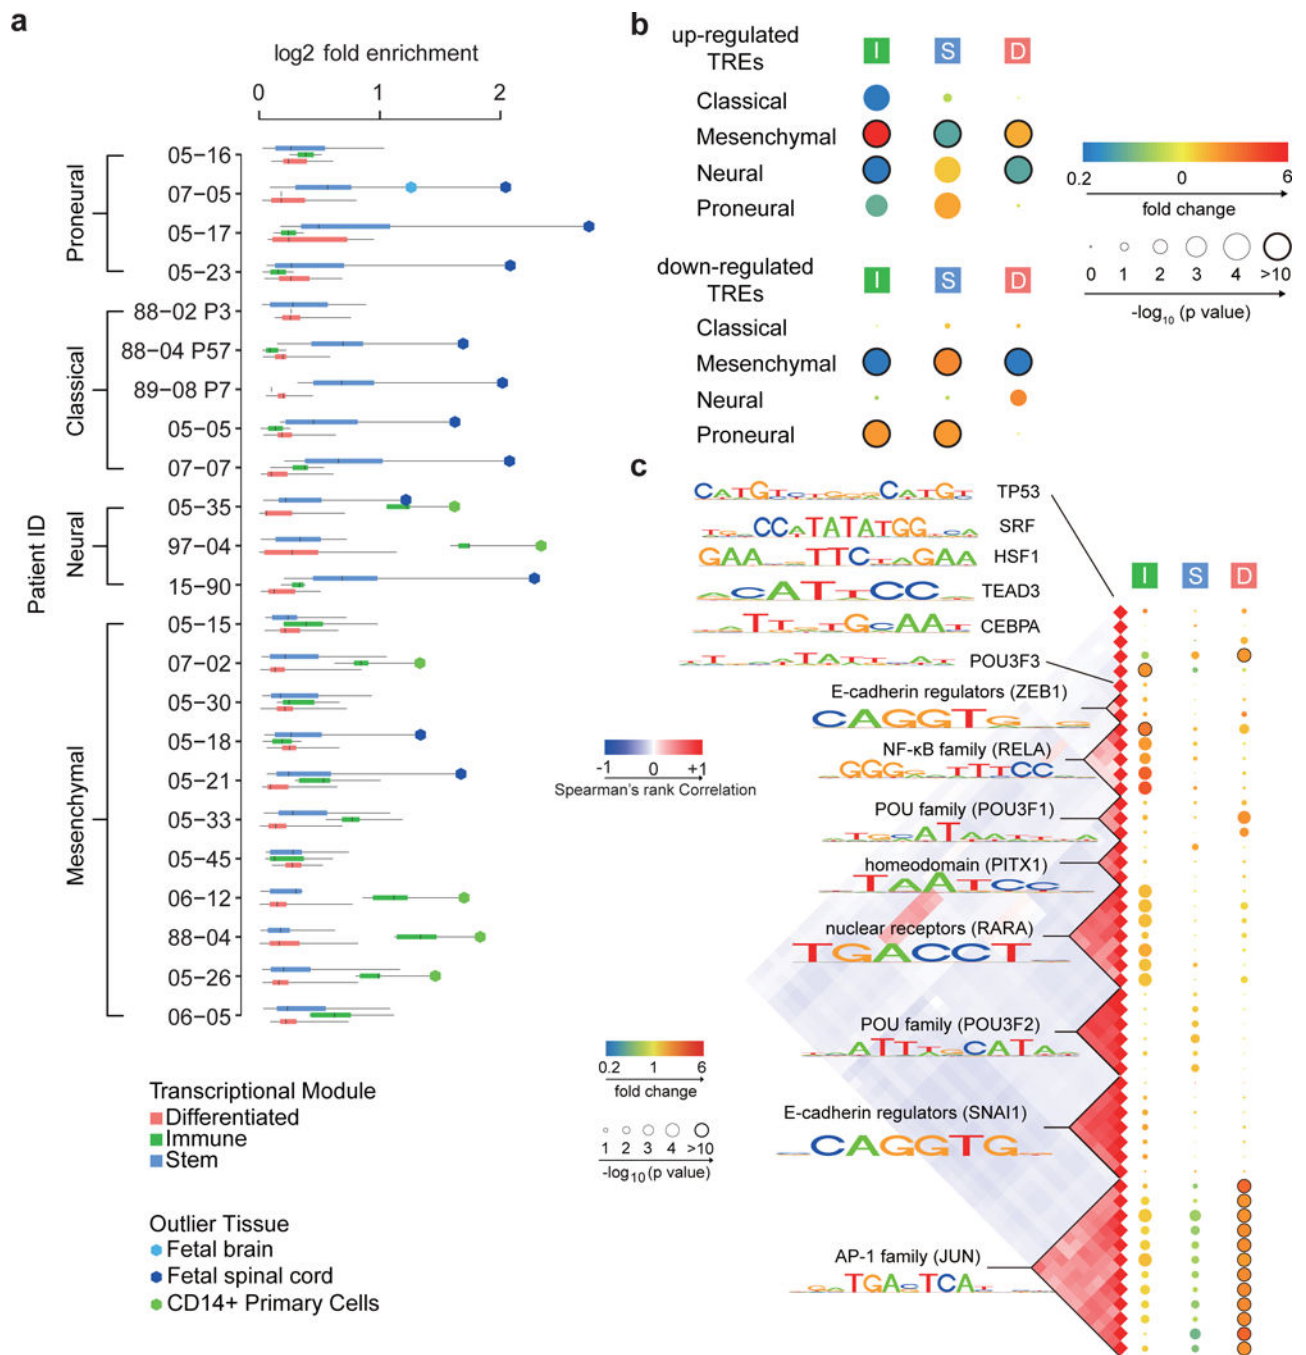 a
log2 fold enrichment
0 1 2
Patient ID
Proneural
05-16
07-05
05-17
05-23
Classical
88-02 P3
88-04 P57
89-08 P7
05-05
07-07
Neural
05-35
97-04
15-90
Mesenchymal
05-15
07-02
05-30
05-18
05-21
05-33
05-45
06-12
88-04
05-26
06-05
Transcriptional Module
Differentiated
Immune
Stem
Outlier Tissue
Fetal brain
Fetal spinal cord
CD14+ Primary Cells
b
up-regulated
TREs
I S D
Classical
Mesenchymal
Neural
Proneural
down-regulated
TREs
I S D
Classical
Mesenchymal
Neural
Proneural
0.2 0 6
fold change
0 1 2 3 4 >10
-log10 (p value)
c
TP53
SRF
HSF1
TEAD3
CEBPA
POU3F3
E-cadherin regulators (ZEB1)
CAGGT
NF-κB family (RELA)
POU family (POU3F1)
homeodomain (PITX1)
nuclear receptors (RARA)
TGACCT
POU family (POU3F2)
E-cadherin regulators (SNAI1)
CAGGTG
AP-1 family (JUN)
I S D
-1 0 +1
Spearman's rank Correlation
0.2 1 6
fold change
1 2 3 4 >10
-log10 (p value)